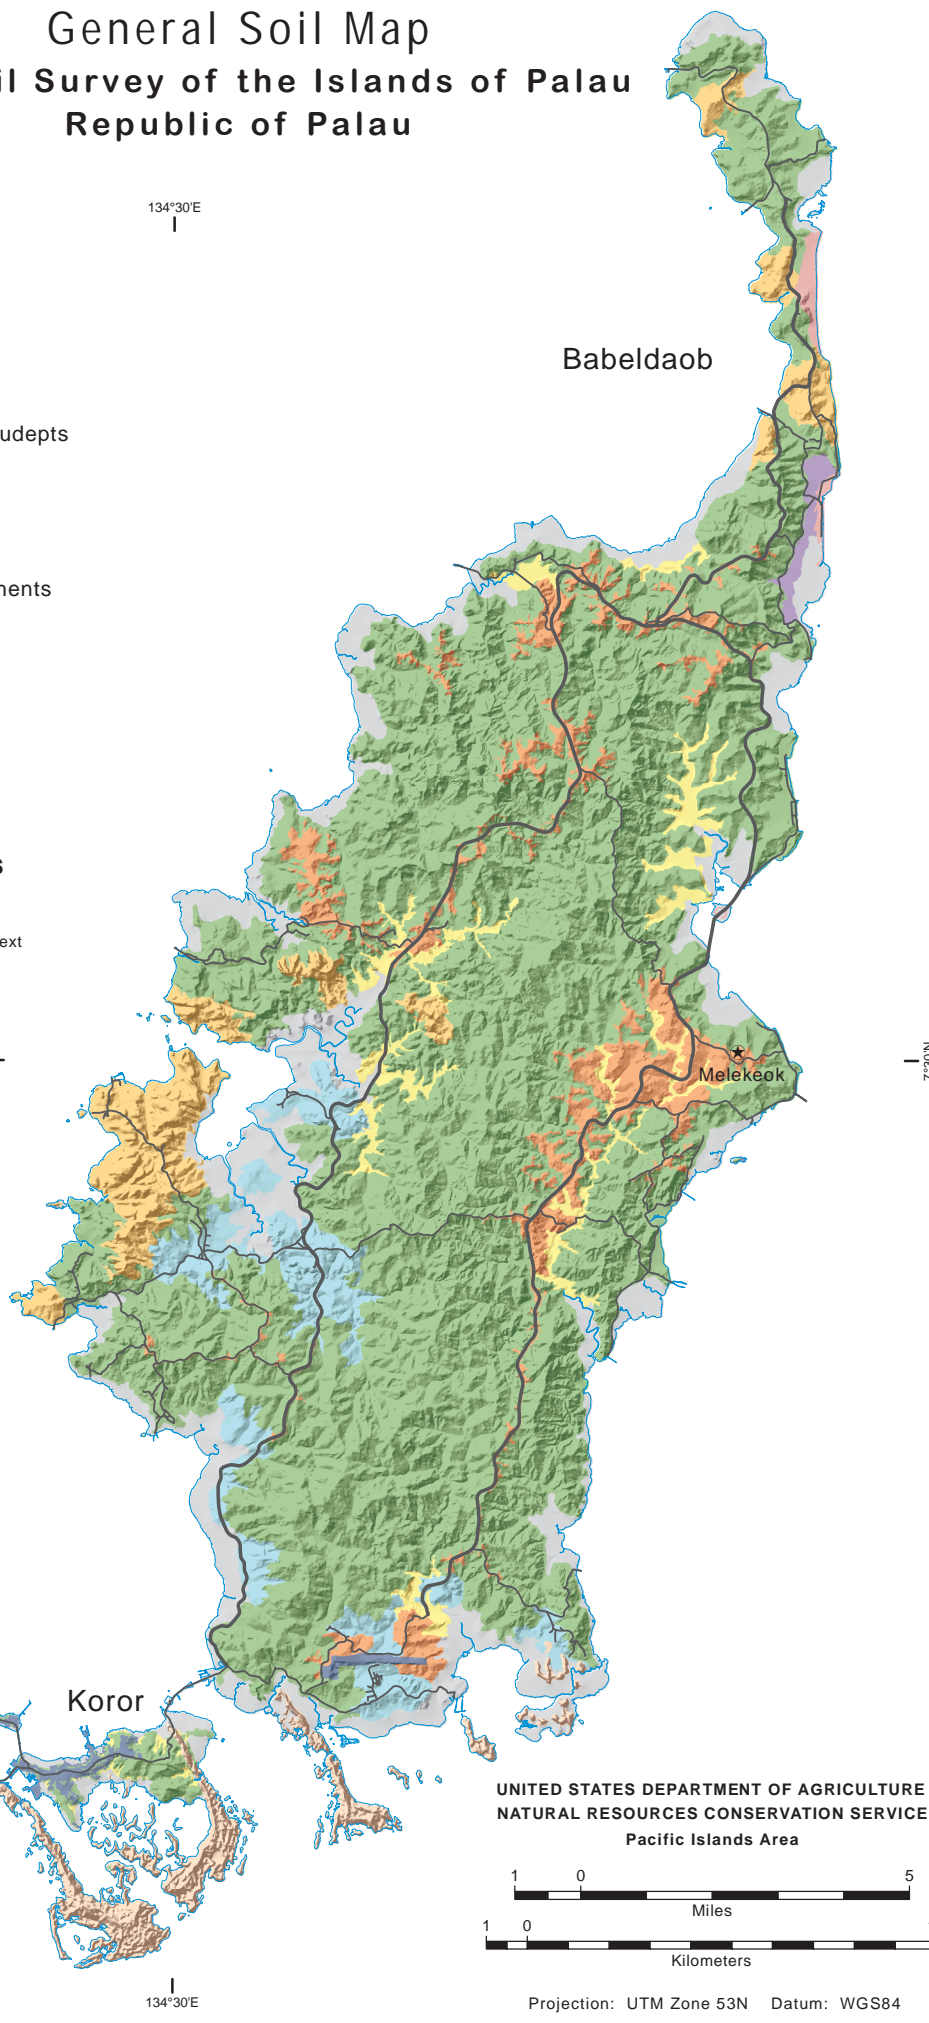 General Soil Map
il Survey of the Islands of Palau
Republic of Palau
134°30'E
Babeldaob
udepts
nents
s
ext
7°30'N
Melekeok
Koror
UNITED STATES DEPARTMENT OF AGRICULTURE
NATURAL RESOURCES CONSERVATION SERVICE
Pacific Islands Area
1 0 5
Miles
1 0
Kilometers
134°30'E
Projection: UTM Zone 53N Datum: WGS84